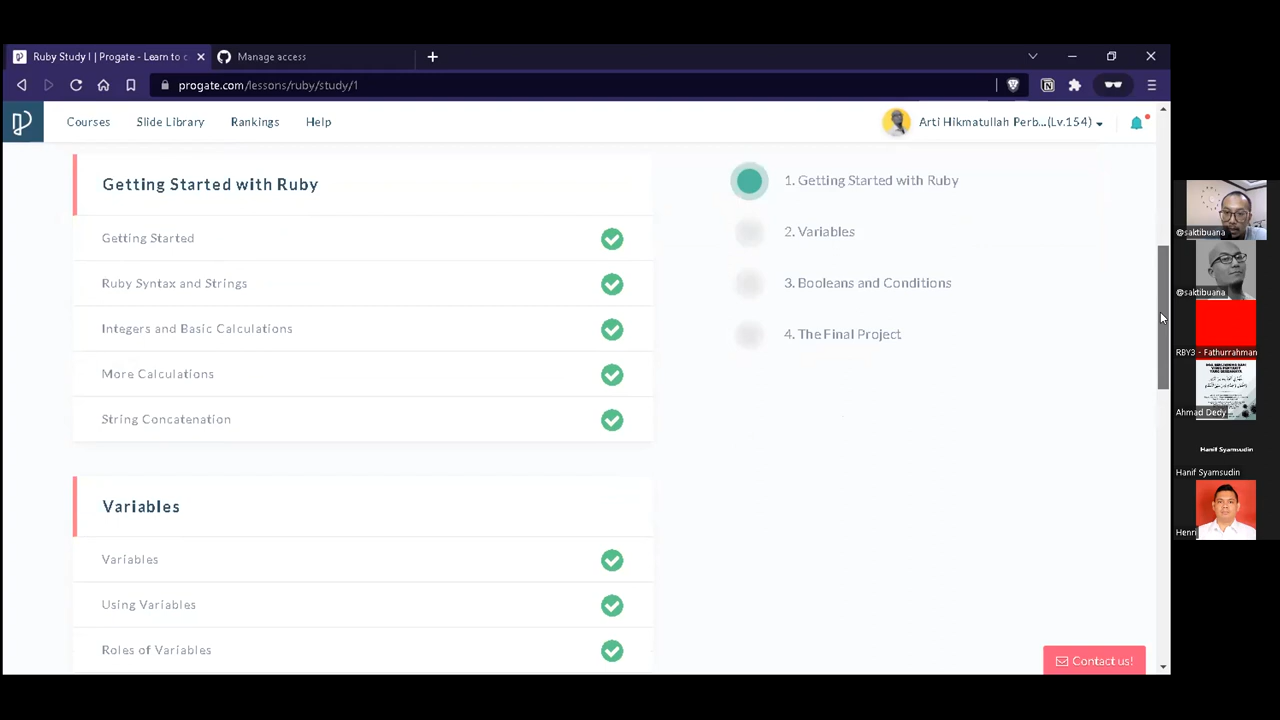 Ruby Study I | Progate - Learn to c
Manage access
progate.com/lessons/ruby/study/1
Courses
Slide Library
Rankings
Help
Arti Hikmatullah Perb...(Lv.154)
Getting Started with Ruby
Getting Started
Ruby Syntax and Strings
Integers and Basic Calculations
More Calculations
String Concatenation
Variables
Variables
Using Variables
Roles of Variables
1. Getting Started with Ruby
2. Variables
3. Booleans and Conditions
4. The Final Project
Contact us!
@saktibuana
@saktibuana
RBY3 - Fathurrahman
Ahmad Dedy
Hanif Syamsudin
Hanif Syamsudin
Henri